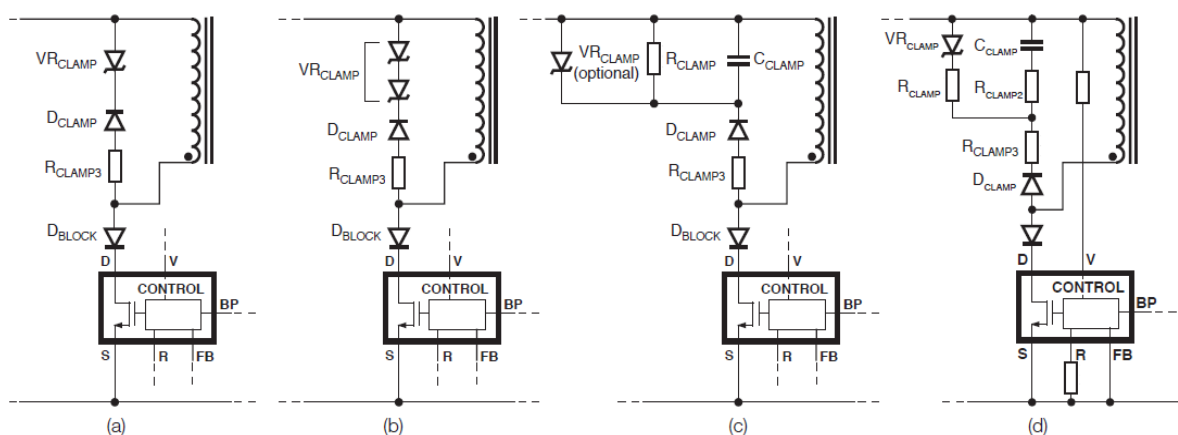 VRCLAMP
DCLAMP
RCLAMP3
DBLOCK
D
V
CONTROL
BP
S
R
FB
(a)
VRCLAMP
DCLAMP
RCLAMP3
DBLOCK
D
V
CONTROL
BP
S
R
FB
(b)
VRCLAMP
(optional)
RCLAMP
CCLAMP
DCLAMP
RCLAMP3
DBLOCK
D
V
CONTROL
BP
S
R
FB
(c)
VRCLAMP
CCLAMP
RCLAMP
RCLAMP2
RCLAMP3
DCLAMP
D
V
CONTROL
BP
S
R
FB
(d)